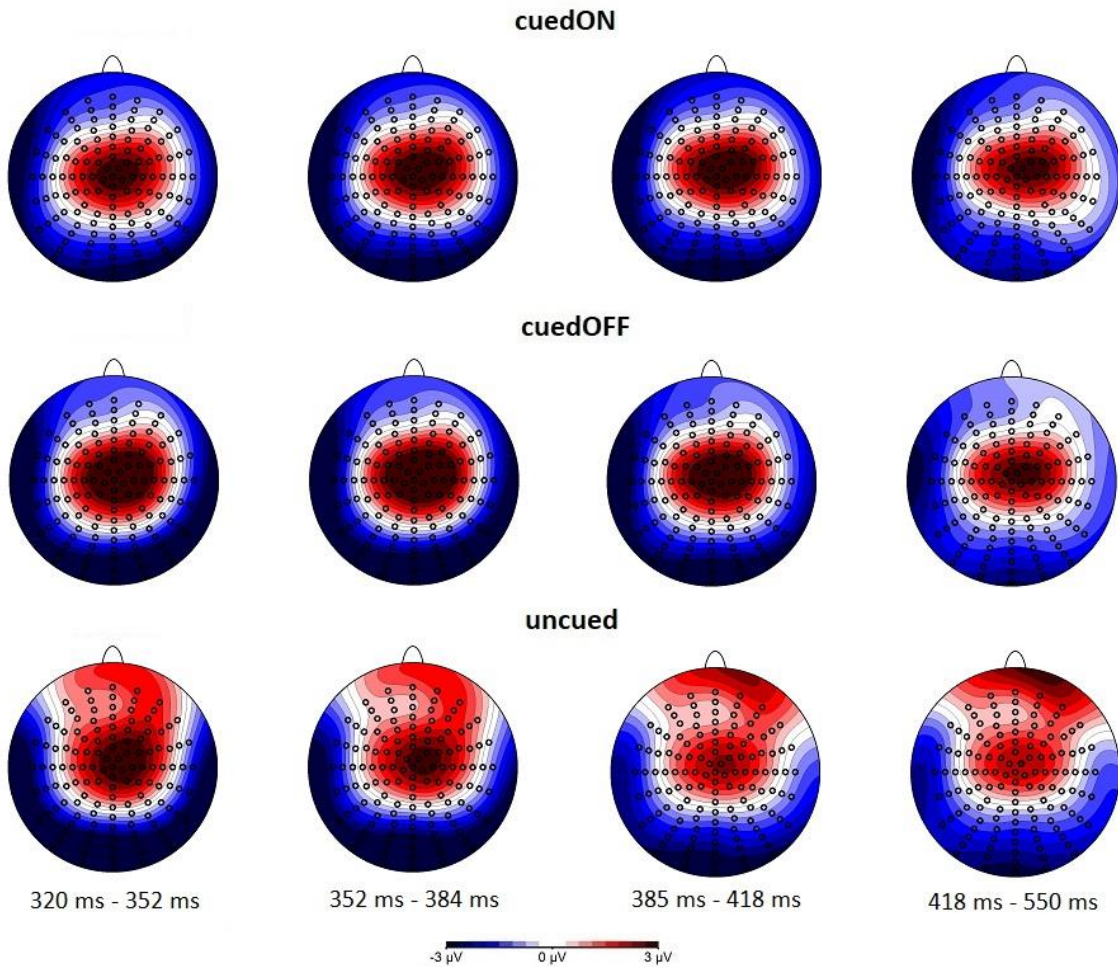 cuedON
cuedOFF
uncued
320 ms - 352 ms
352 ms - 384 ms
385 ms - 418 ms
418 ms - 550 ms
-3 µV
0 µV
3 µV